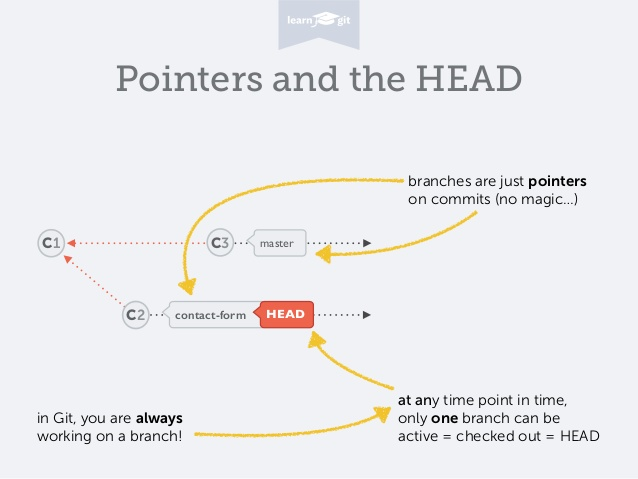 learn git
Pointers and the HEAD
branches are just pointers
on commits (no magic...)
C1
C3
master
C2
contact-form
HEAD
at any time point in time,
only one branch can be
active = checked out = HEAD
in Git, you are always
working on a branch!